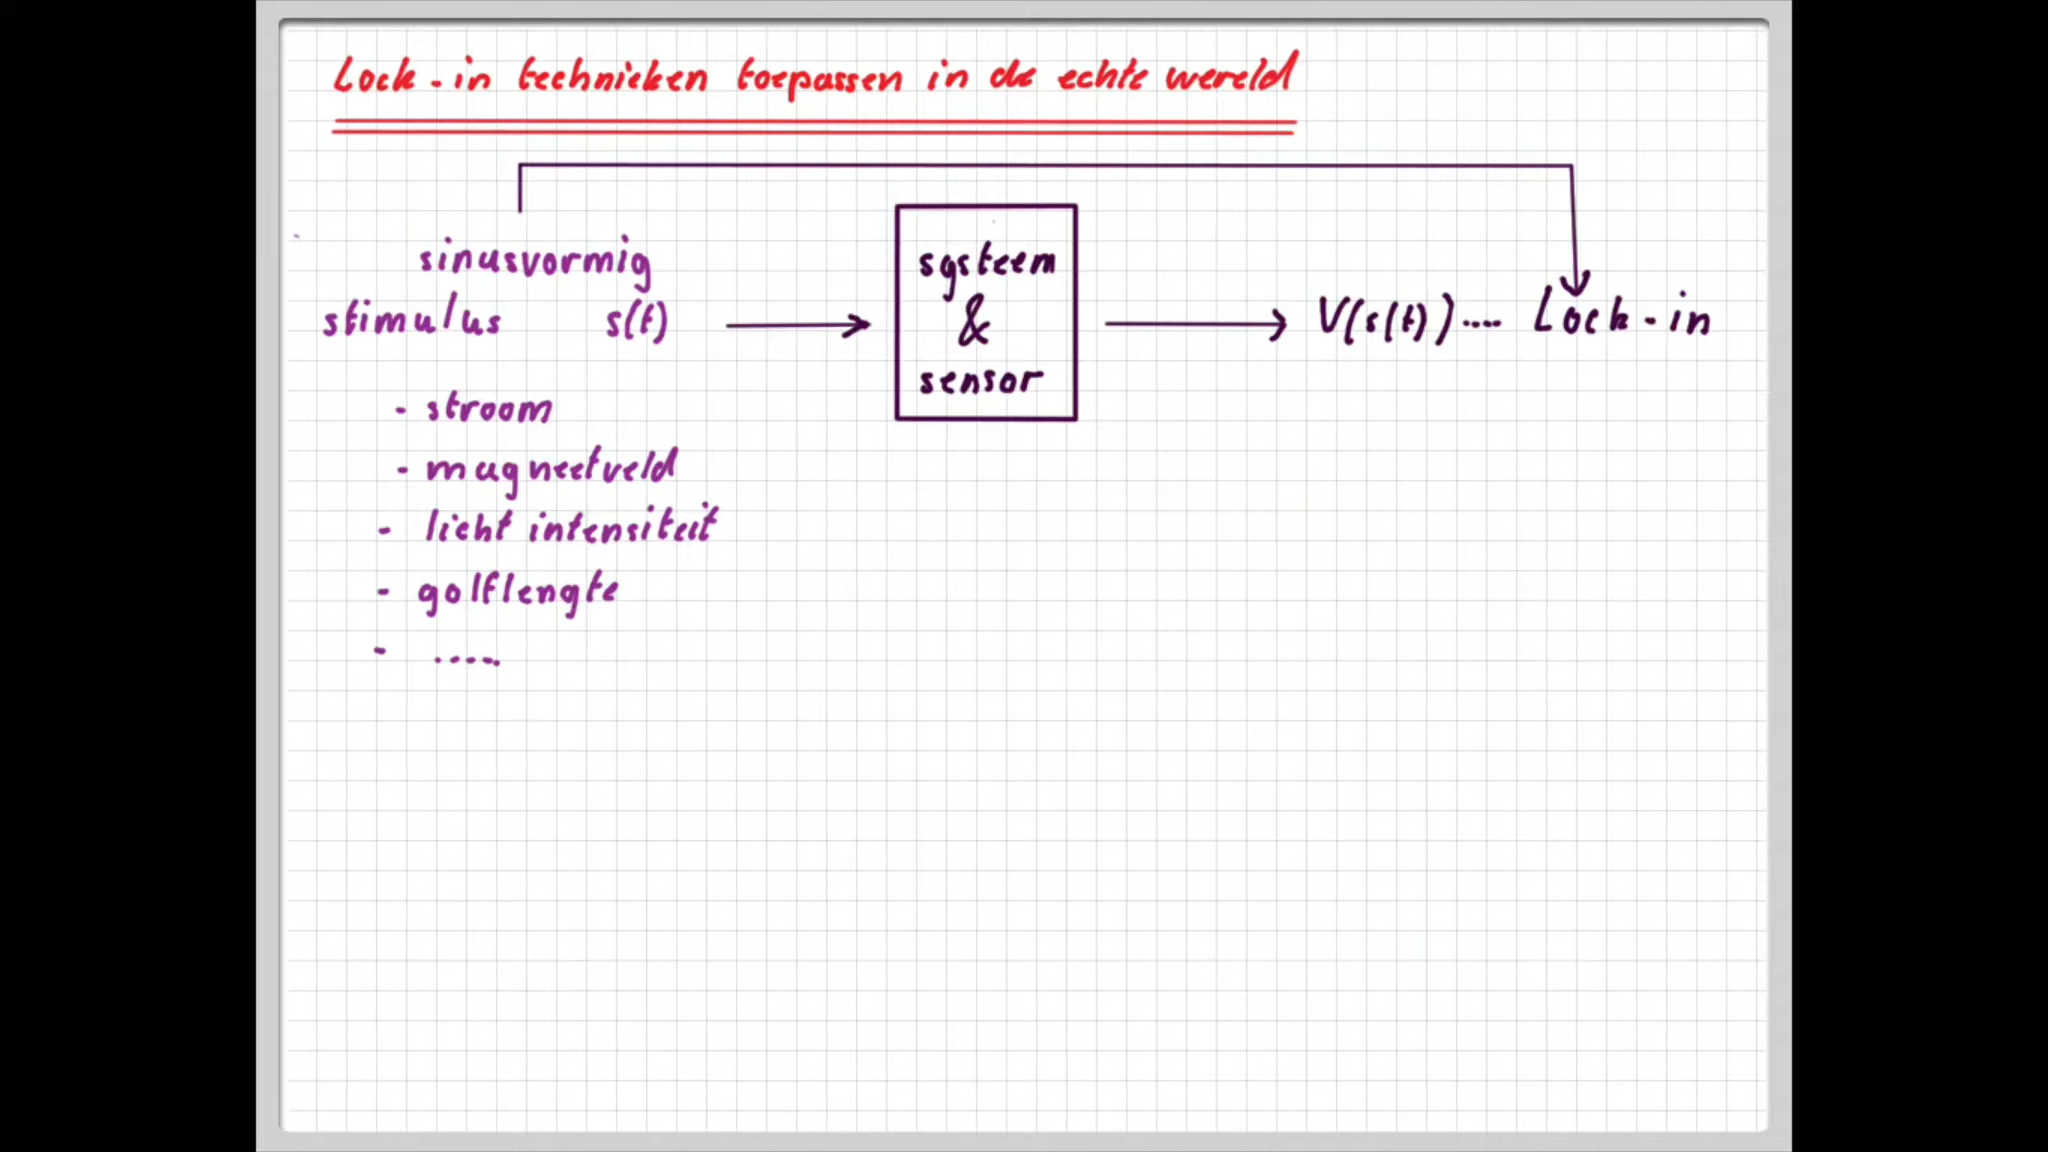 Lock-in technieken toepassen in de echte wereld
sinusvormig
stimulus s(t)
systeem
&
sensor
V(s(t)).... Lock-in
- stroom
- magneetveld
- licht intensiteit
- golflengte
- .....